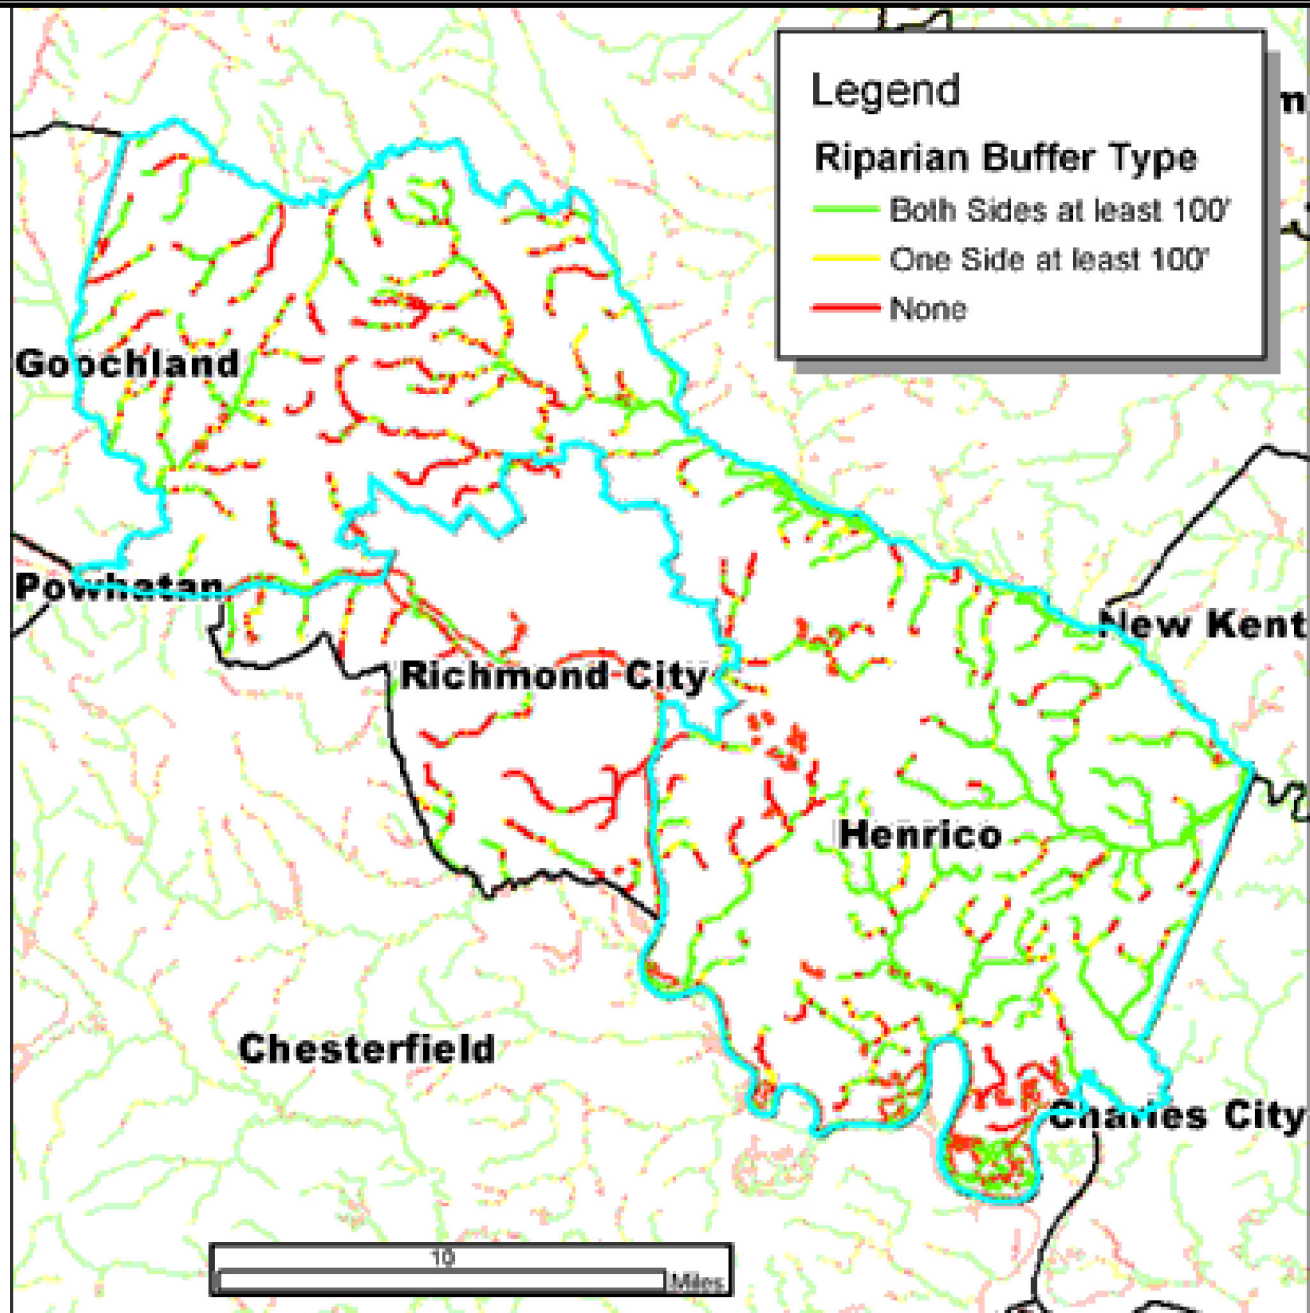 Legend
m
Riparian Buffer Type
Both Sides at least 100'
One Side at least 100'
None
Goochland
Powhatan
New Kent
Richmond City
Henrico
Chesterfield
Charles City
10
Miles